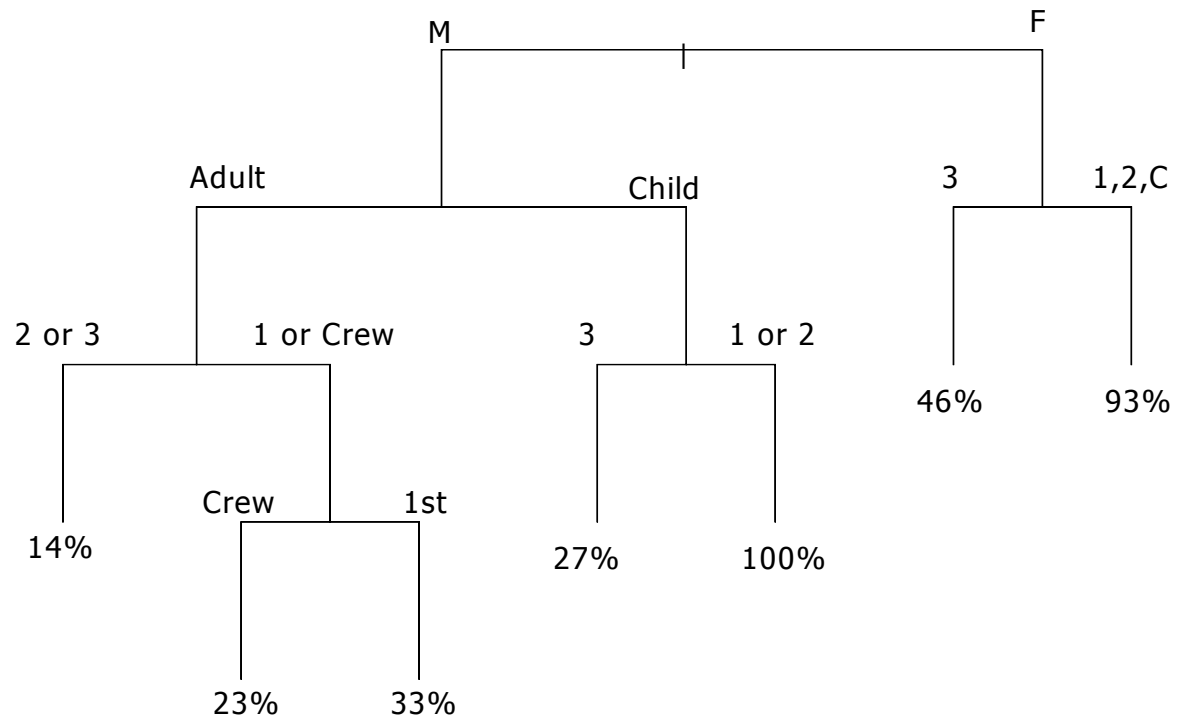 M F
Adult Child 3 1,2,C
2 or 3 1 or Crew 3 1 or 2
46% 93%
Crew 1st
14% 27% 100%
23% 33%